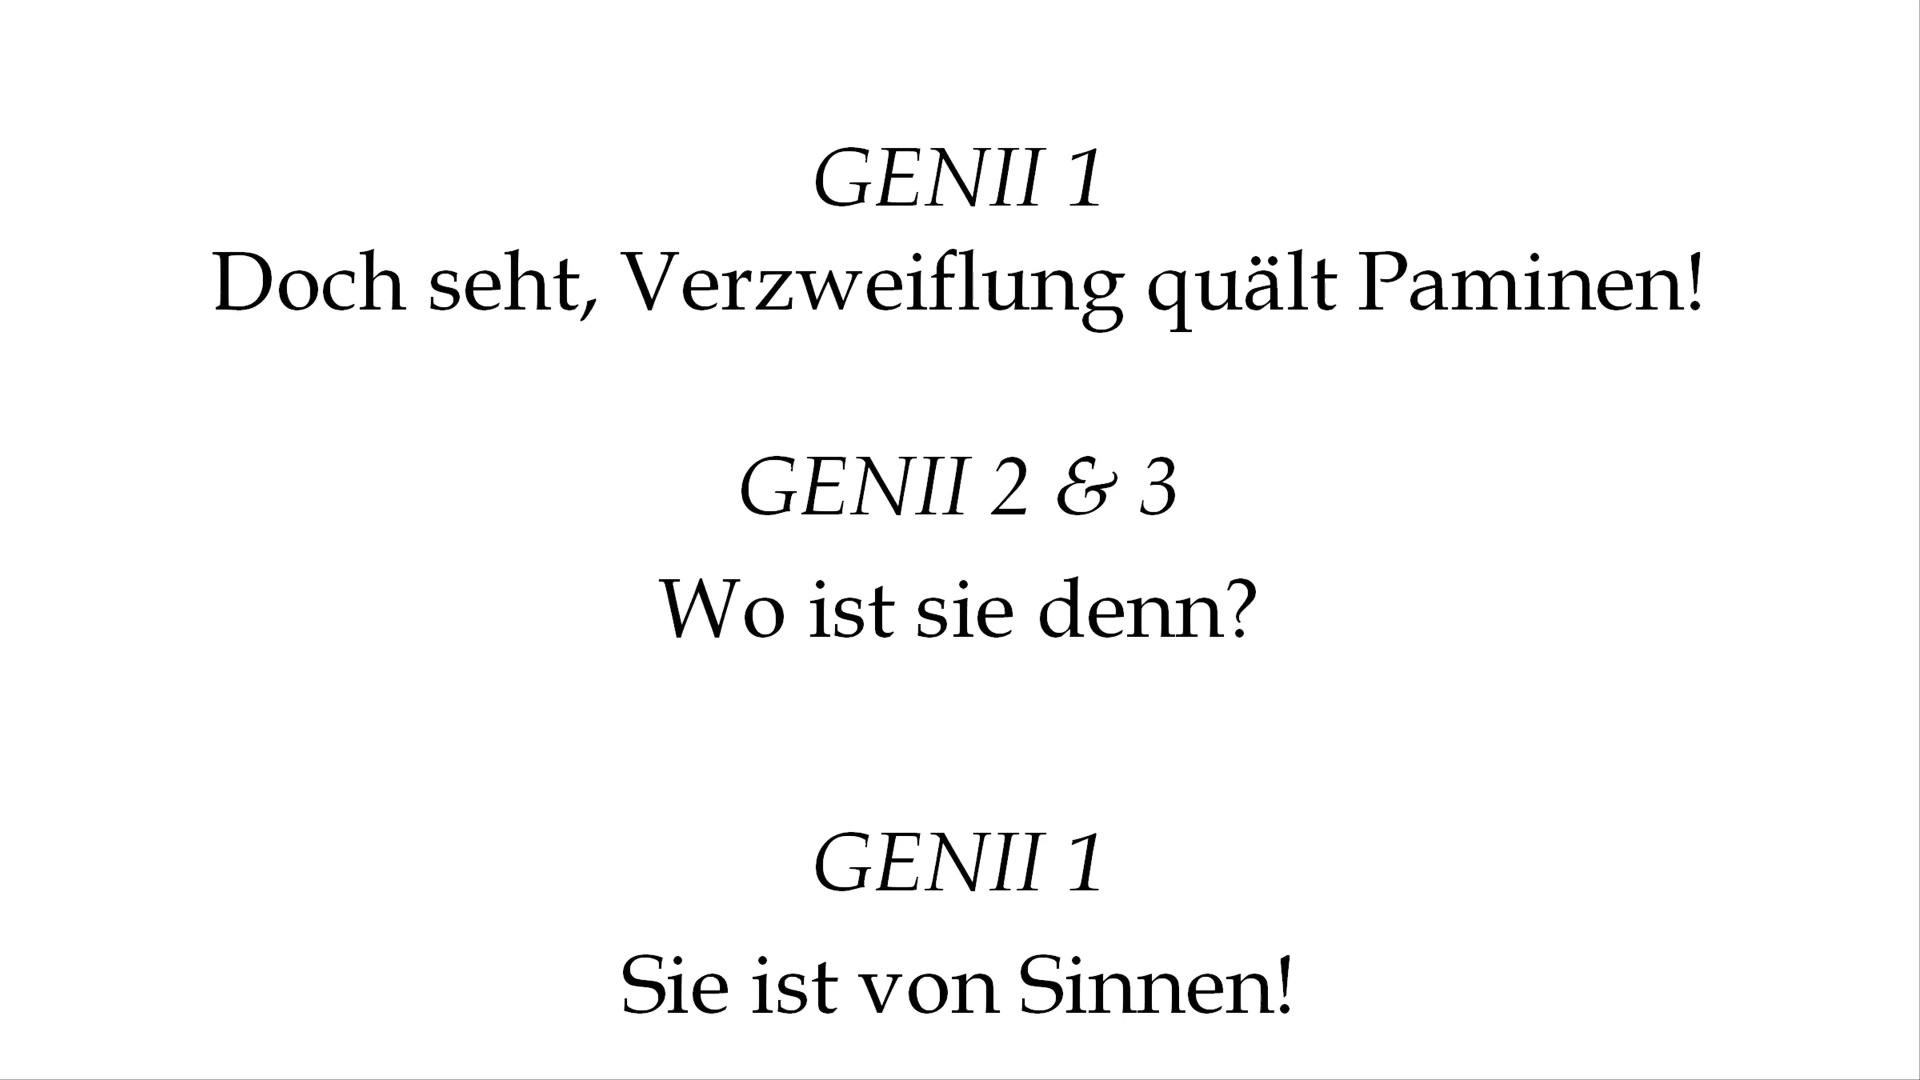 GENII 1
Doch seht, Verzweiflung quält Paminen!
GENII 2 & 3
Wo ist sie denn?
GENII 1
Sie ist von Sinnen!